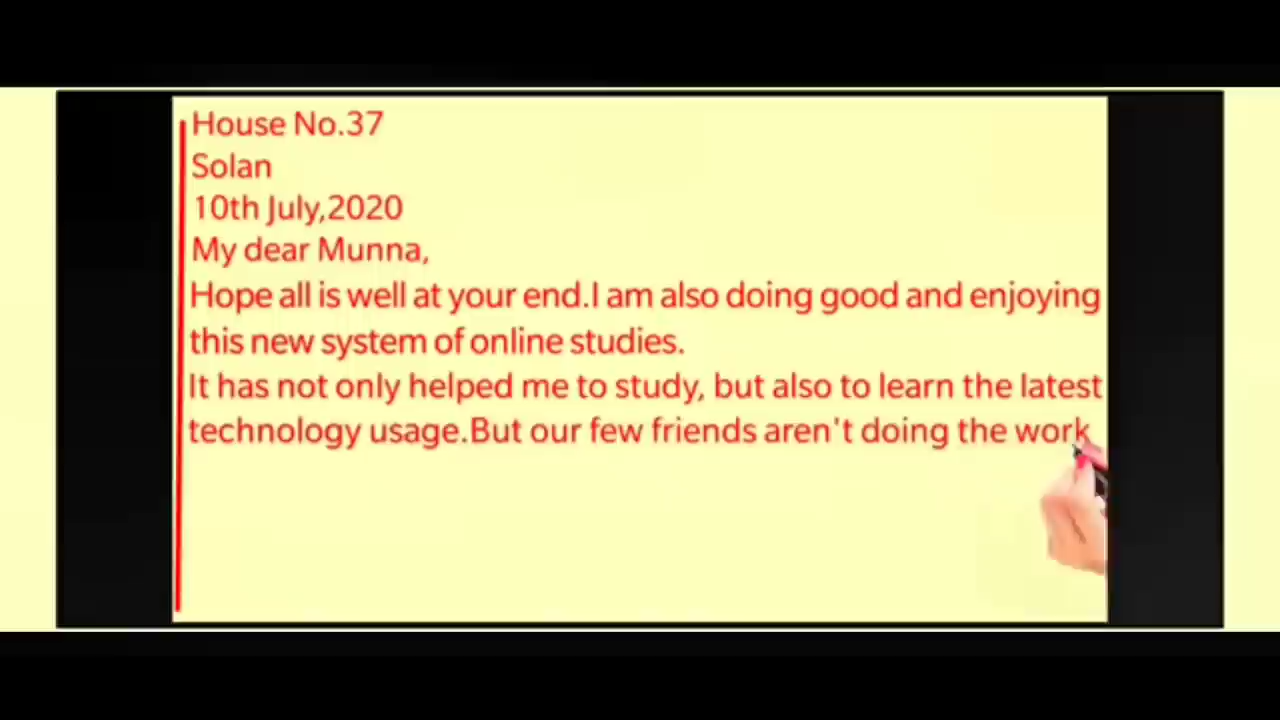 House No.37
Solan
10th July,2020
My dear Munna,
Hope all is well at your end.I am also doing good and enjoying
this new system of online studies.
It has not only helped me to study, but also to learn the latest
technology usage.But our few friends aren't doing the work